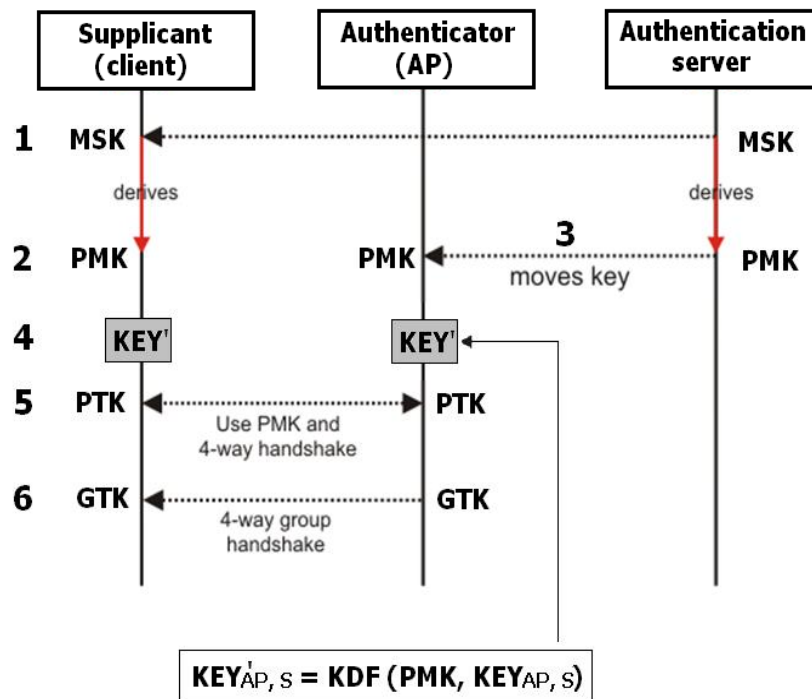 Supplicant
(client)
Authenticator
(AP)
Authentication
server
1 MSK MSK
derives derives
3
2 PMK PMK PMK
moves key
4 KEY' KEY'
5 PTK PTK
Use PMK and
4-way handshake
6 GTK GTK
4-way group
handshake
KEY'AP, S = KDF (PMK, KEYAP, S)